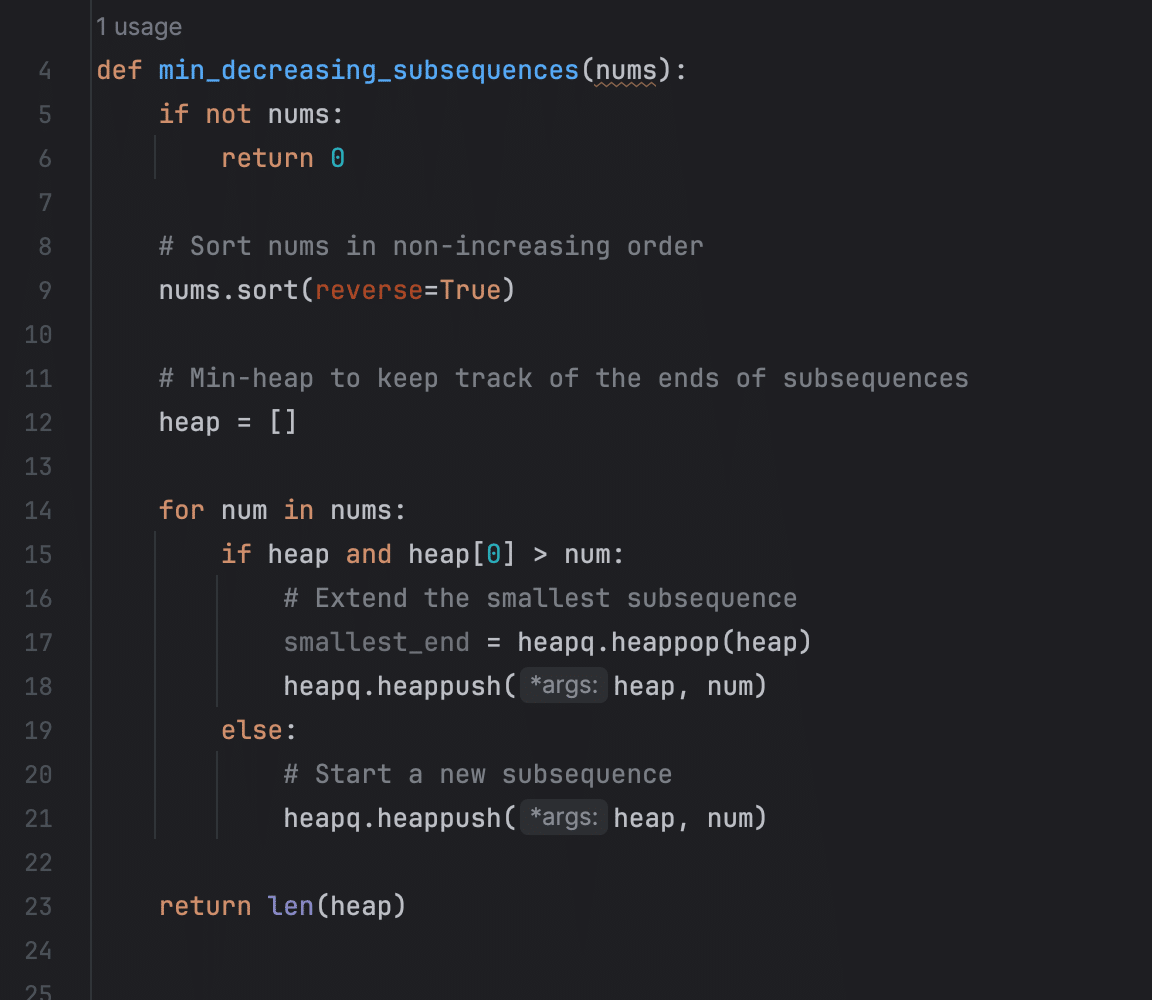 1 usage
4 def min_decreasing_subsequences(nums):
5 if not nums:
6 return 0
7
8 # Sort nums in non-increasing order
9 nums.sort(reverse=True)
10
11 # Min-heap to keep track of the ends of subsequences
12 heap = []
13
14 for num in nums:
15 if heap and heap[0] > num:
16 # Extend the smallest subsequence
17 smallest_end = heapq.heappop(heap)
18 heapq.heappush( *args: heap, num)
19 else:
20 # Start a new subsequence
21 heapq.heappush( *args: heap, num)
22
23 return len(heap)
24
25